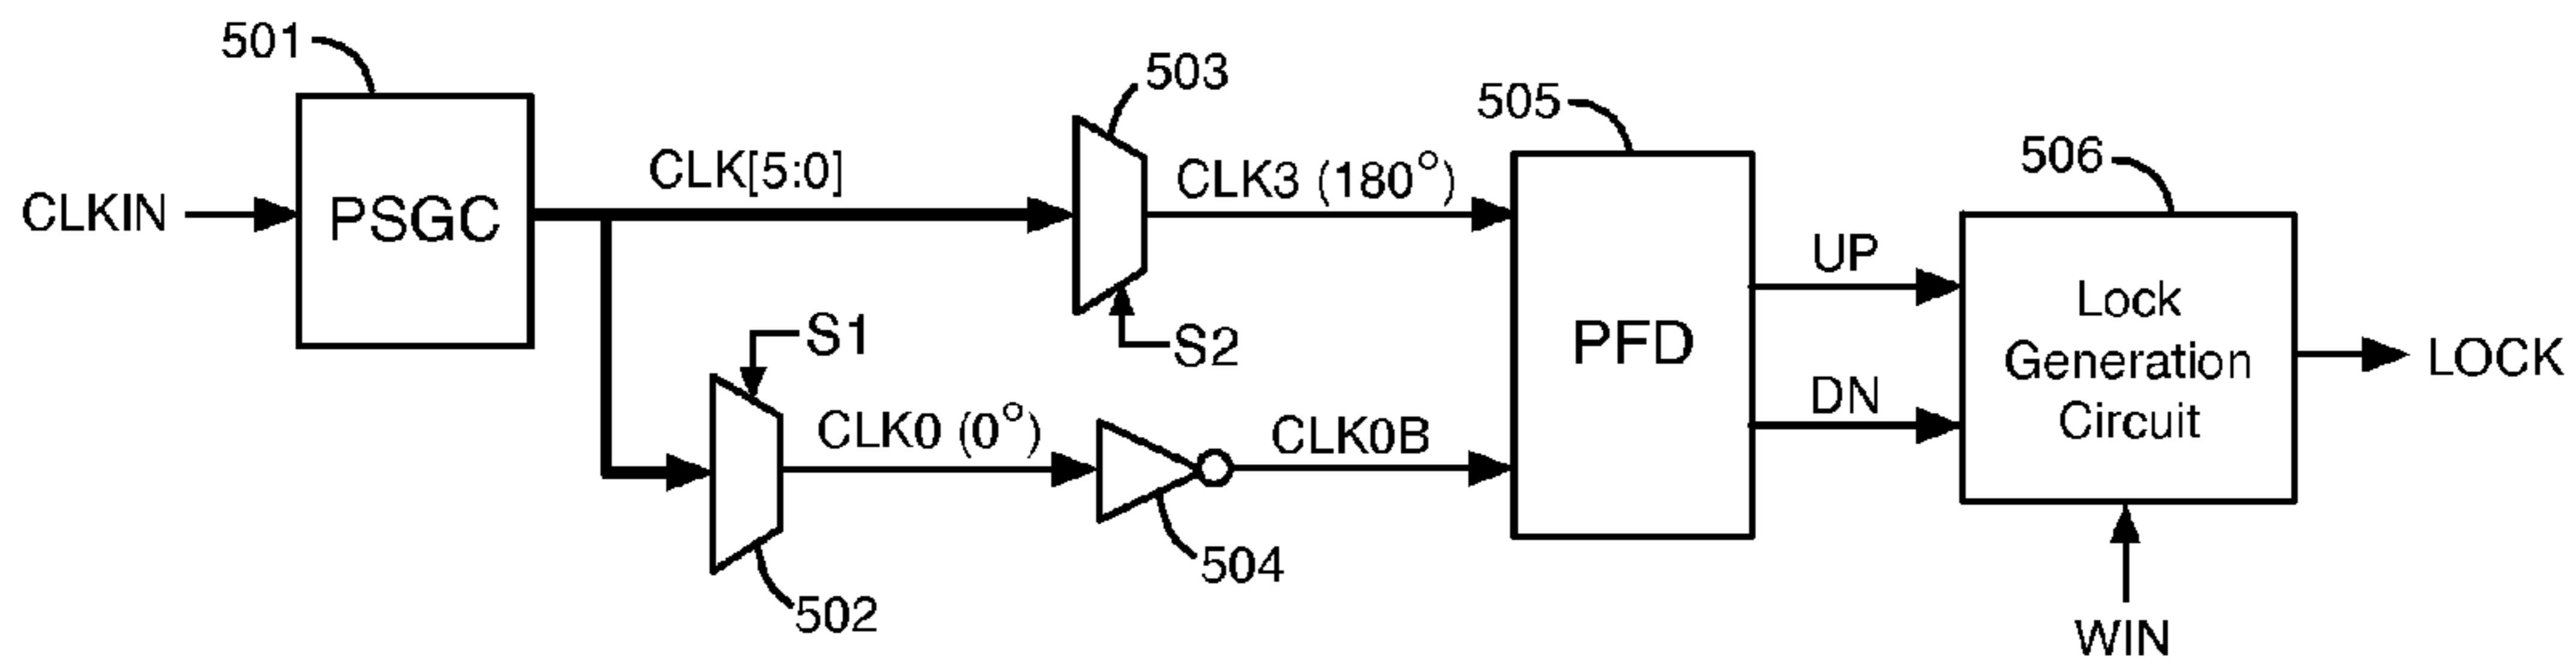 501
CLKIN
PSGC
CLK[5:0]
503
CLK3 (180°)
S2
S1
CLK0 (0°)
502
504
CLK0B
505
PFD
UP
DN
506
Lock
Generation
Circuit
LOCK
WIN